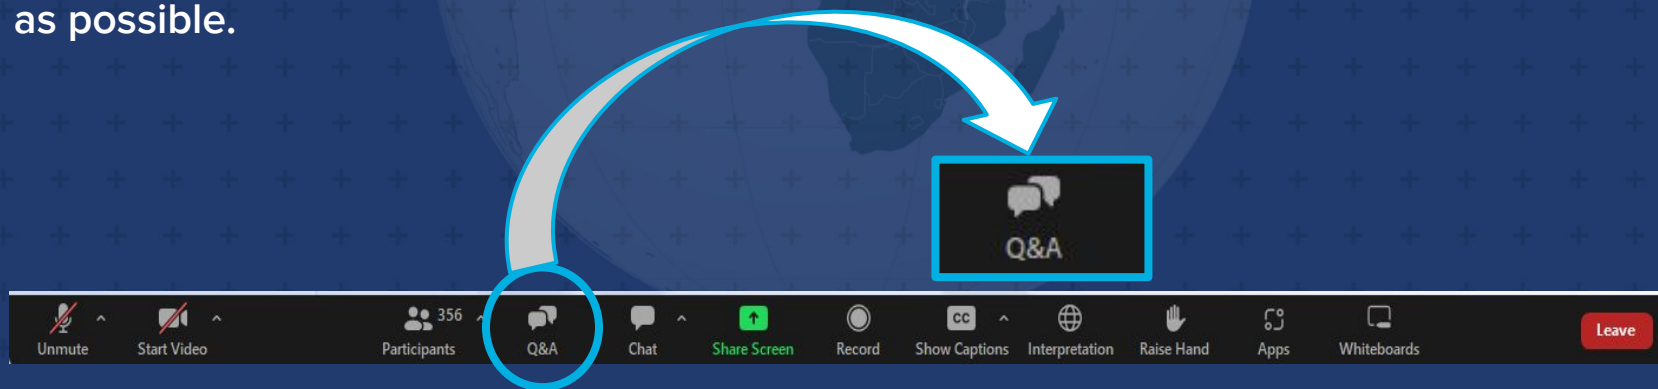 as possible.
Q&A
356
Unmute Start Video Participants Q&A Chat Share Screen CC Record Show Captions Interpretation Raise Hand Apps Whiteboards Leave